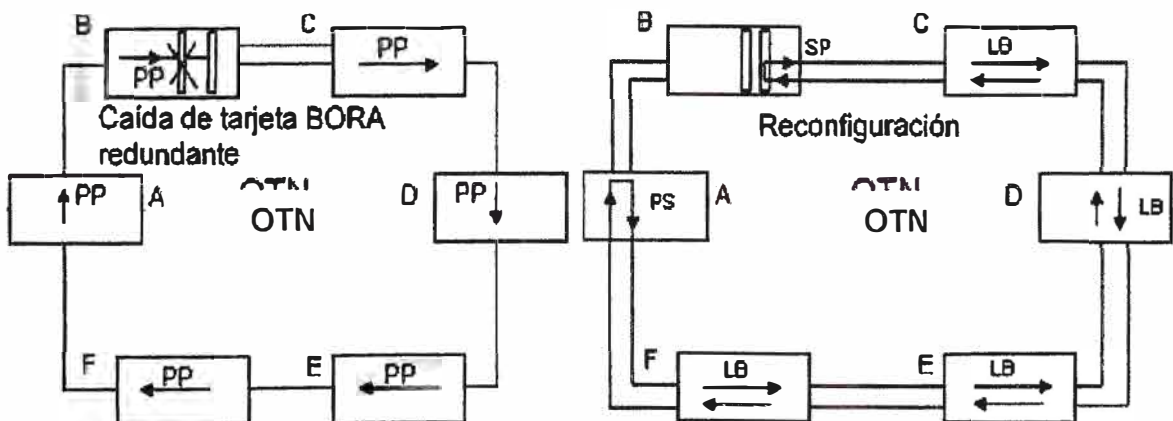 B
C
PP
PP
Caída de tarjeta BORA
redundante
PP
A
OTN
D
PP
F
PP
E
PP
B
C
SP
LB
Reconfiguración
PS
A
OTN
D
LB
F
LB
E
LB